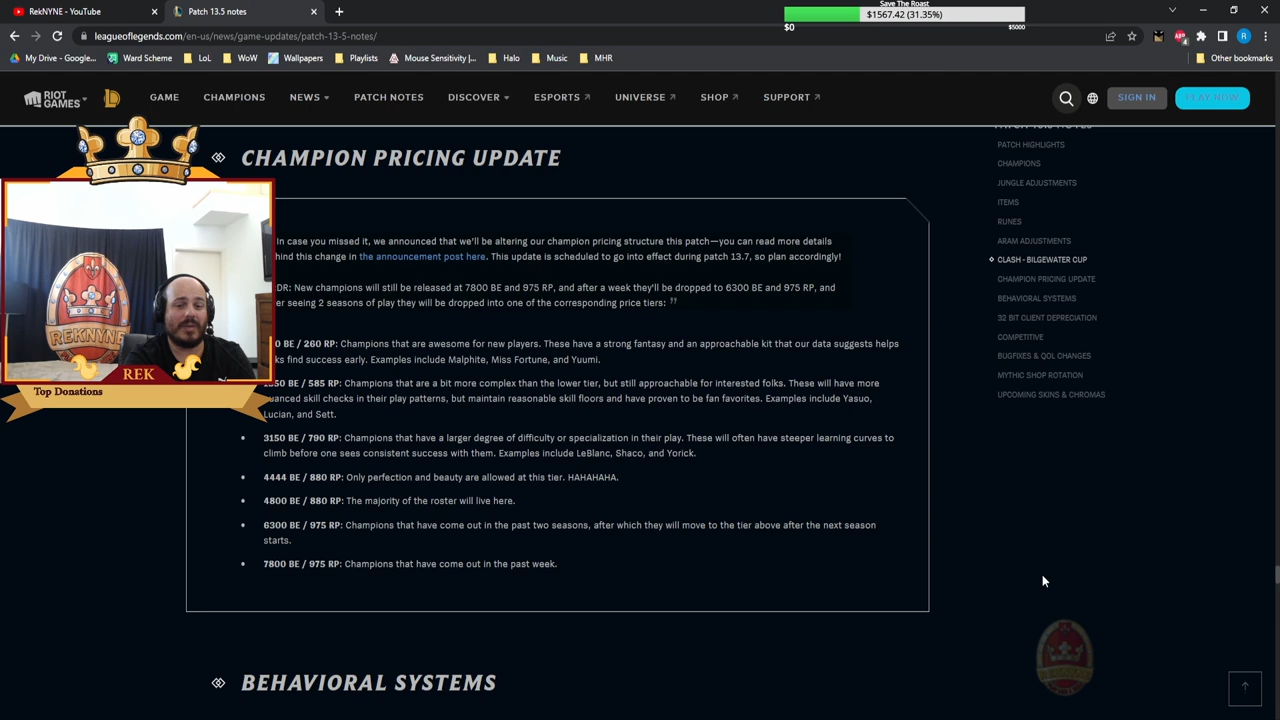 RekNYNE - YouTube
Patch 13.5 notes
Save The Roast
$1567.42 (31.35%)
$0
$5000
leagueoflegends.com/en-us/news/game-updates/patch-13-5-notes/
My Drive - Google...
Ward Scheme
LoL
WoW
Wallpapers
Playlists
Mouse Sensitivity |...
Halo
Music
MHR
Other bookmarks
RIOT GAMES
GAME
CHAMPIONS
NEWS
PATCH NOTES
DISCOVER
ESPORTS
UNIVERSE
SHOP
SUPPORT
SIGN IN
PLAY NOW
CHAMPION PRICING UPDATE
In case you missed it, we announced that we'll be altering our champion pricing structure this patch—you can read more details
hind this change in the announcement post here. This update is scheduled to go into effect during patch 13.7, so plan accordingly!
DR: New champions will still be released at 7800 BE and 975 RP, and after a week they'll be dropped to 6300 BE and 975 RP, and
er seeing 2 seasons of play they will be dropped into one of the corresponding price tiers: ”
0 BE / 260 RP: Champions that are awesome for new players. These have a strong fantasy and an approachable kit that our data suggests helps
ks find success early. Examples include Malphite, Miss Fortune, and Yuumi.
50 BE / 585 RP: Champions that are a bit more complex than the lower tier, but still approachable for interested folks. These will have more
uanced skill checks in their play patterns, but maintain reasonable skill floors and have proven to be fan favorites. Examples include Yasuo,
Lucian, and Sett.
3150 BE / 790 RP: Champions that have a larger degree of difficulty or specialization in their play. These will often have steeper learning curves to
climb before one sees consistent success with them. Examples include LeBlanc, Shaco, and Yorick.
4444 BE / 880 RP: Only perfection and beauty are allowed at this tier. HAHAHAHA.
4800 BE / 880 RP: The majority of the roster will live here.
6300 BE / 975 RP: Champions that have come out in the past two seasons, after which they will move to the tier above after the next season
starts.
7800 BE / 975 RP: Champions that have come out in the past week.
BEHAVIORAL SYSTEMS
PATCH 13.5 NOTES
PATCH HIGHLIGHTS
CHAMPIONS
JUNGLE ADJUSTMENTS
ITEMS
RUNES
ARAM ADJUSTMENTS
CLASH - BILGEWATER CUP
CHAMPION PRICING UPDATE
BEHAVIORAL SYSTEMS
32 BIT CLIENT DEPRECIATION
COMPETITIVE
BUGFIXES & QOL CHANGES
MYTHIC SHOP ROTATION
UPCOMING SKINS & CHROMAS
REKNYNE
REK
Top Donations